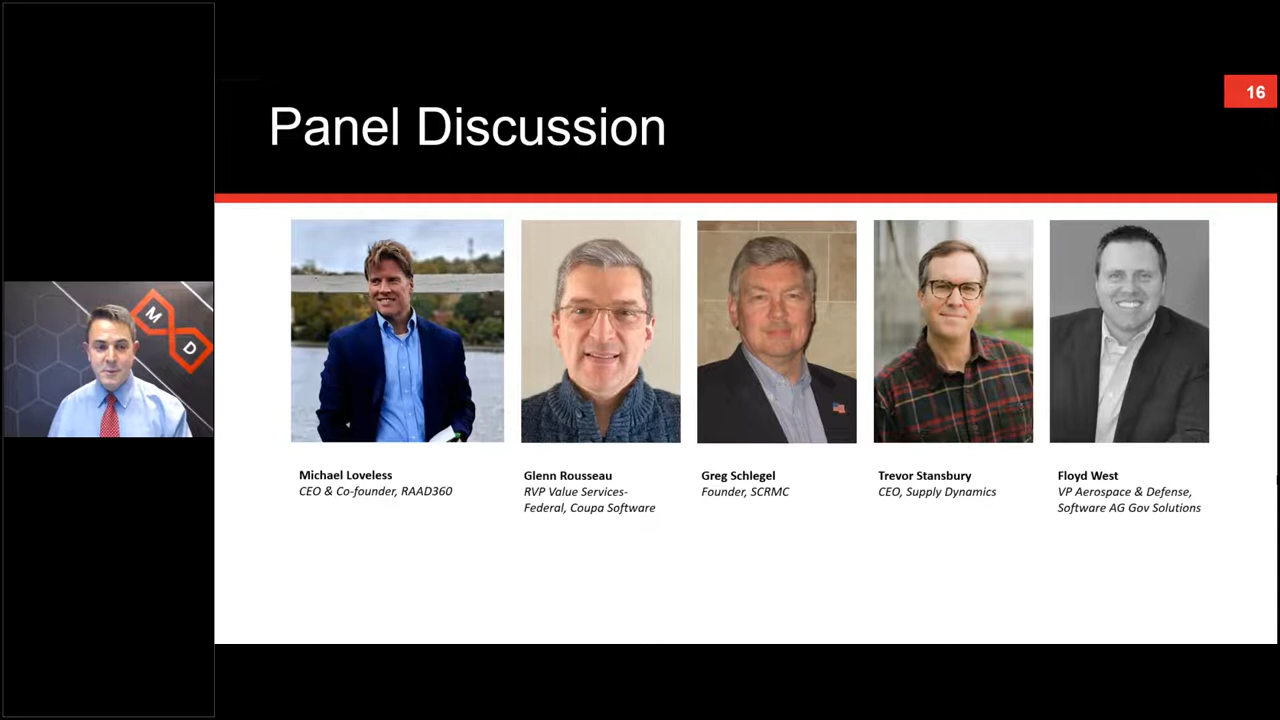 Panel Discussion
16
M
D
Michael Loveless
CEO & Co-founder, RAAD360
Glenn Rousseau
RVP Value Services-
Federal, Coupa Software
Greg Schlegel
Founder, SCRMC
Trevor Stansbury
CEO, Supply Dynamics
Floyd West
VP Aerospace & Defense,
Software AG Gov Solutions